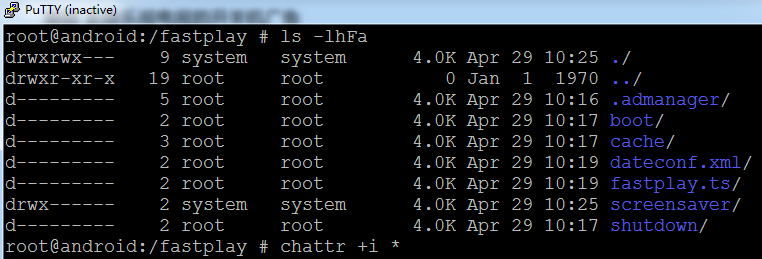 PuTTY (inactive)
root@android:/fastplay # ls -lhFa
drwxrwx--- 9 system system 4.0K Apr 29 10:25 ./
drwxr-xr-x 19 root root 0 Jan 1 1970 ../
d--------- 5 root root 4.0K Apr 29 10:16 .admanager/
d--------- 2 root root 4.0K Apr 29 10:17 boot/
d--------- 3 root root 4.0K Apr 29 10:17 cache/
d--------- 2 root root 4.0K Apr 29 10:19 dateconf.xml/
d--------- 2 root root 4.0K Apr 29 10:19 fastplay.ts/
drwx------ 2 system system 4.0K Apr 29 10:25 screensaver/
d--------- 2 root root 4.0K Apr 29 10:17 shutdown/
root@android:/fastplay # chattr +i *